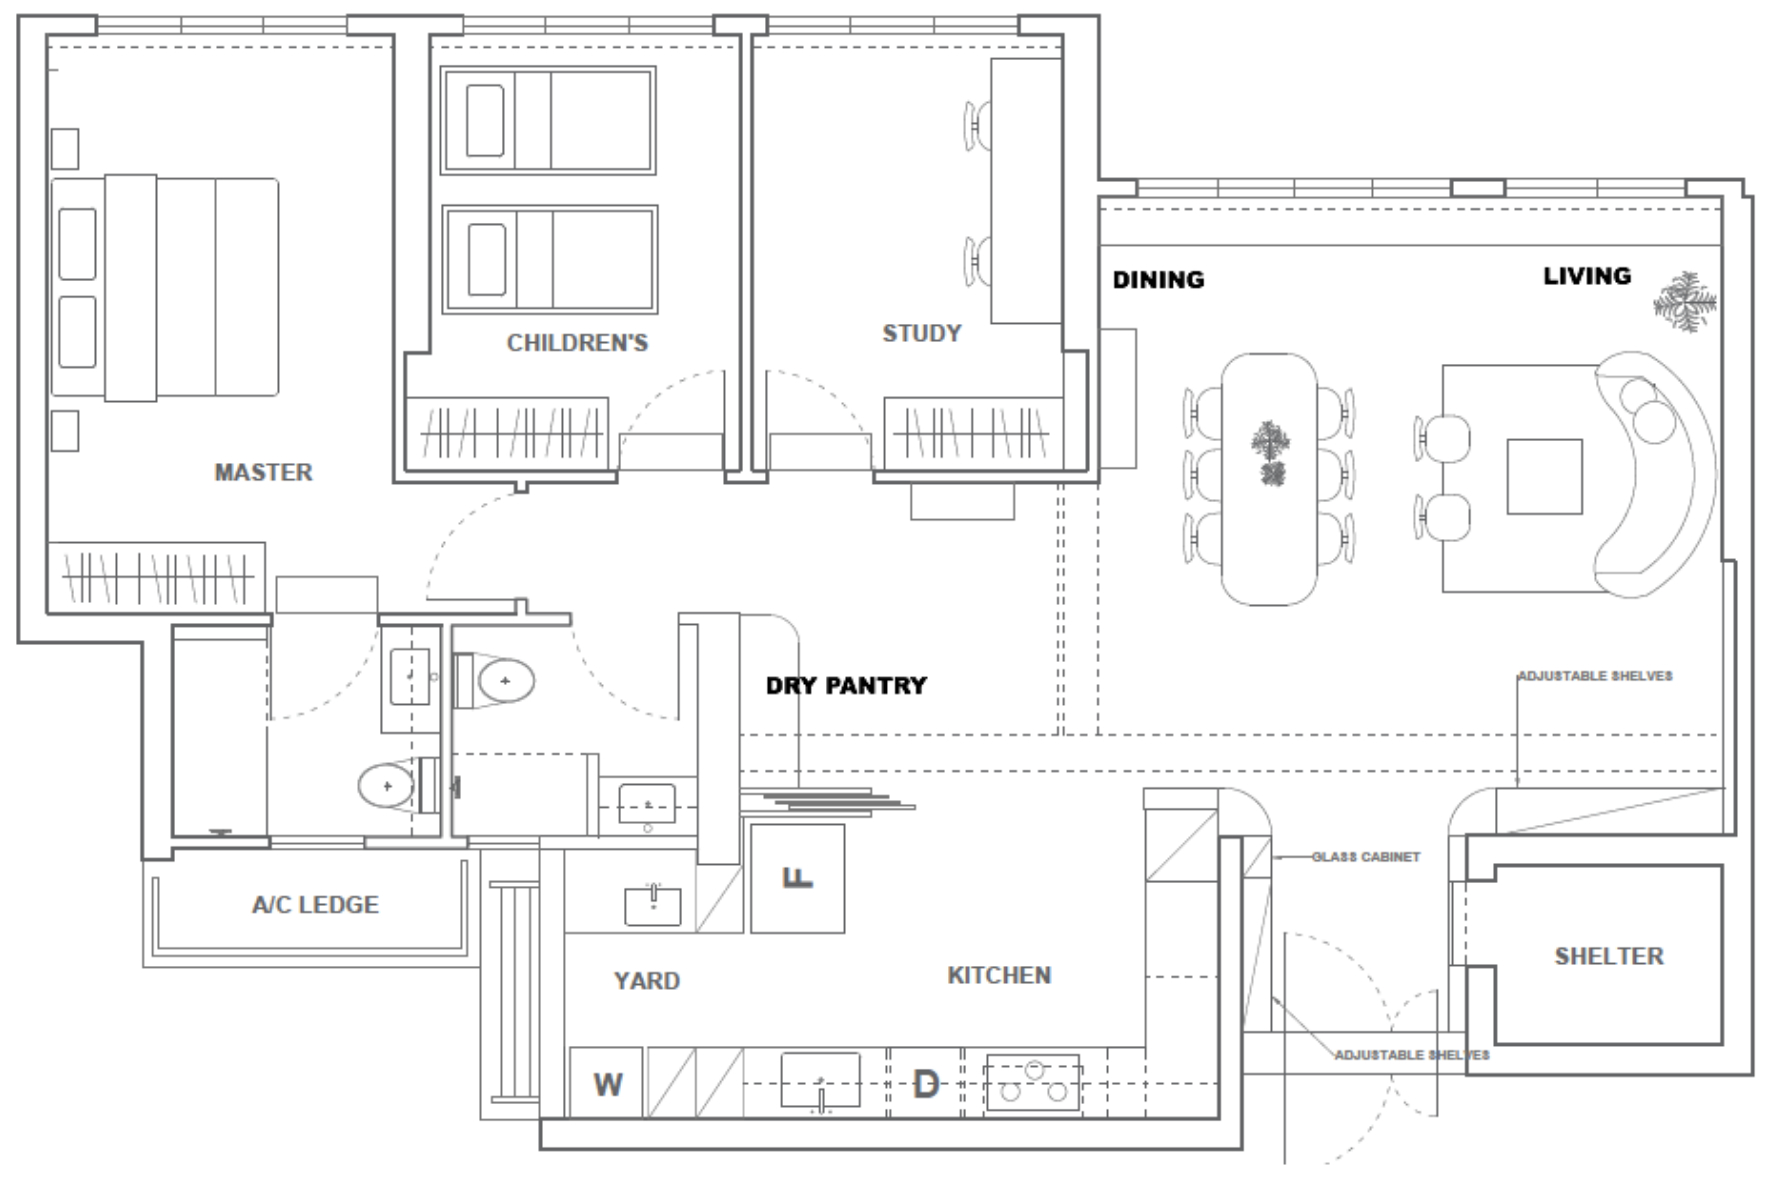 DINING
LIVING
CHILDREN'S
STUDY
MASTER
ADJUSTABLE SHELVES
DRY PANTRY
GLASS CABINET
F
A/C LEDGE
SHELTER
YARD
KITCHEN
ADJUSTABLE SHELVES
W
D